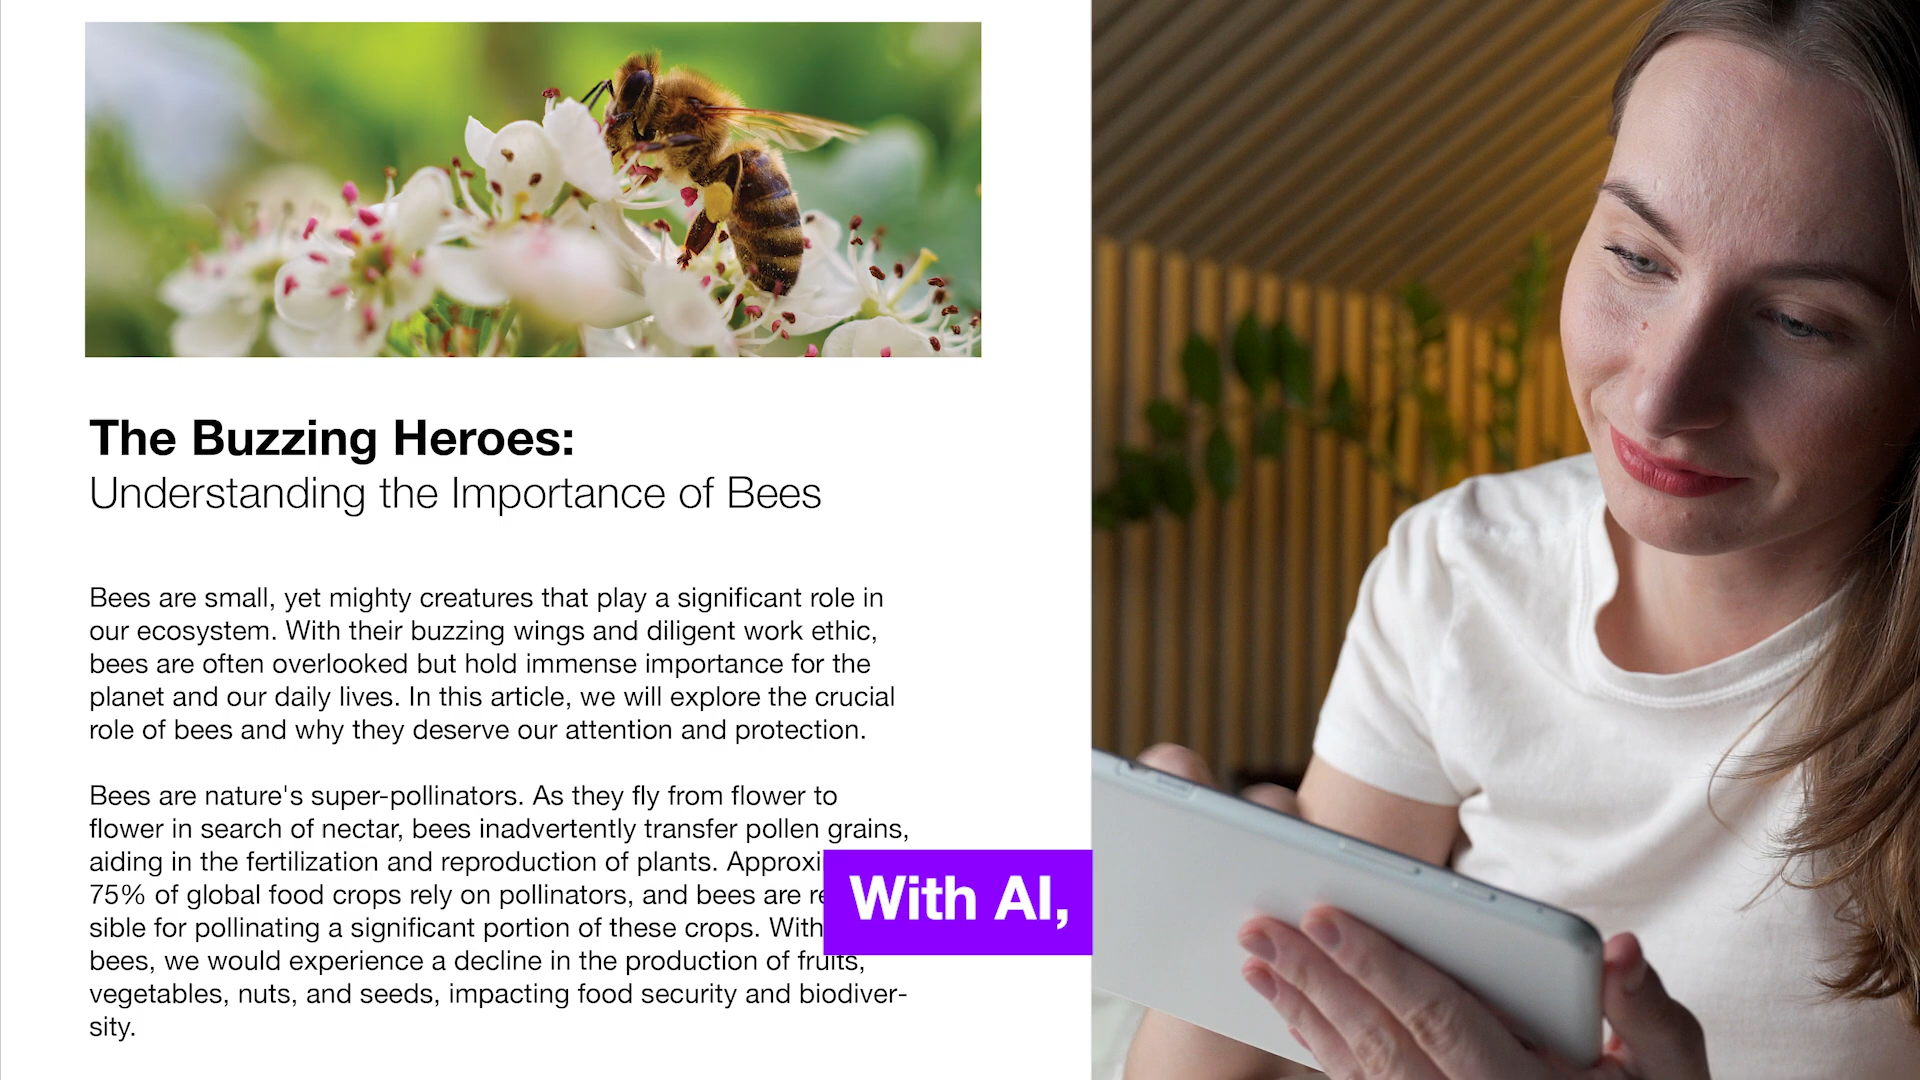 The Buzzing Heroes:
Understanding the Importance of Bees
Bees are small, yet mighty creatures that play a significant role in
our ecosystem. With their buzzing wings and diligent work ethic,
bees are often overlooked but hold immense importance for the
planet and our daily lives. In this article, we will explore the crucial
role of bees and why they deserve our attention and protection.
Bees are nature's super-pollinators. As they fly from flower to
flower in search of nectar, bees inadvertently transfer pollen grains,
aiding in the fertilization and reproduction of plants.
75% of global food crops rely on pollinators, and bees are
sible for pollinating a significant portion of these crops.
bees, we would experience a decline in the production of fruits,
vegetables, nuts, and seeds, impacting food security and biodiver-
sity.
With AI,